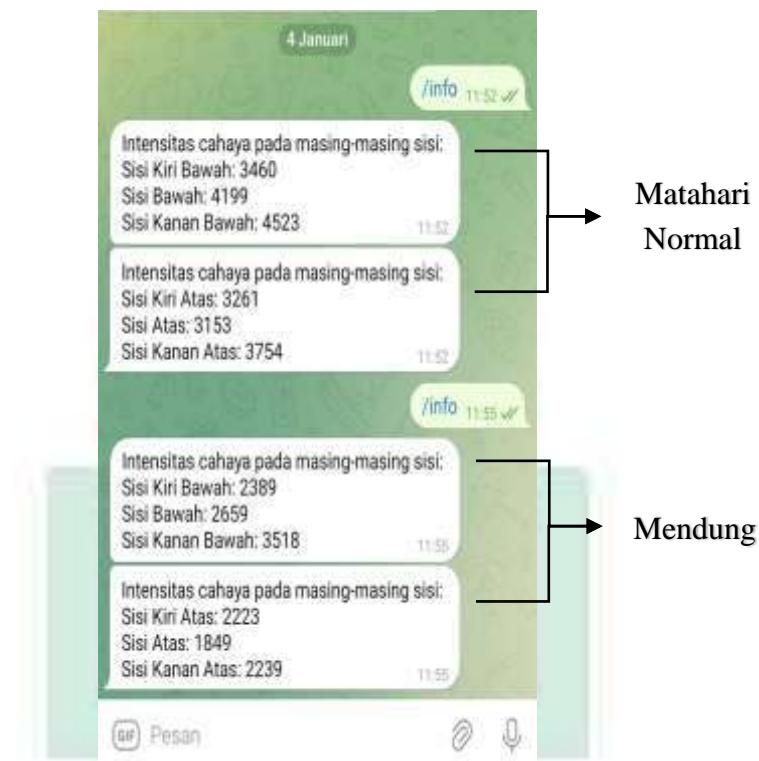 4 Januari
/info 11:52
Intensitas cahaya pada masing-masing sisi:
Sisi Kiri Bawah: 3460
Sisi Bawah: 4199
Sisi Kanan Bawah: 4523
11:52
Intensitas cahaya pada masing-masing sisi:
Sisi Kiri Atas: 3261
Sisi Atas: 3153
Sisi Kanan Atas: 3754
11:52
Matahari
Normal
/info 11:55
Intensitas cahaya pada masing-masing sisi:
Sisi Kiri Bawah: 2389
Sisi Bawah: 2659
Sisi Kanan Bawah: 3518
11:55
Intensitas cahaya pada masing-masing sisi:
Sisi Kiri Atas: 2223
Sisi Atas: 1849
Sisi Kanan Atas: 2239
11:55
Mendung
GIF Pesan